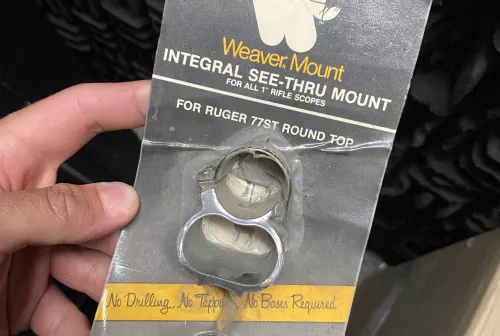 Weaver Mount
INTEGRAL SEE-THRU MOUNT
FOR ALL 1" RIFLE SCOPES
FOR RUGER 77ST ROUND TOP
No Drilling, No Tapping, No Bases Required